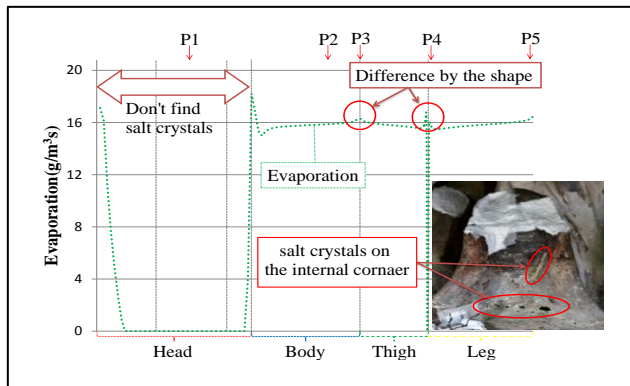 P1 P2 P3 P4 P5
20
16
12
8
4
0
Evaporation(g/m³s)
Don't find
salt crystals
Difference by the shape
Evaporation
salt crystals on
the internal cornaer
Head Body Thigh Leg